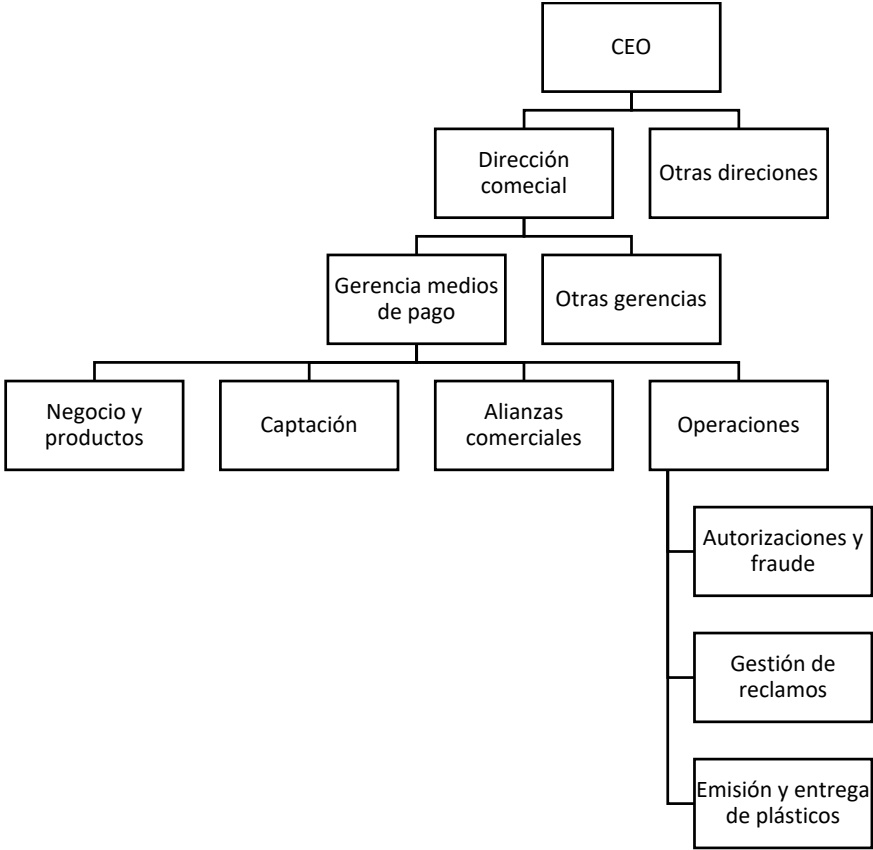 CEO
Dirección
comecial
Otras direciones
Gerencia medios
de pago
Otras gerencias
Negocio y
productos
Captación
Alianzas
comerciales
Operaciones
Autorizaciones y
fraude
Gestión de
reclamos
Emisión y entrega
de plásticos